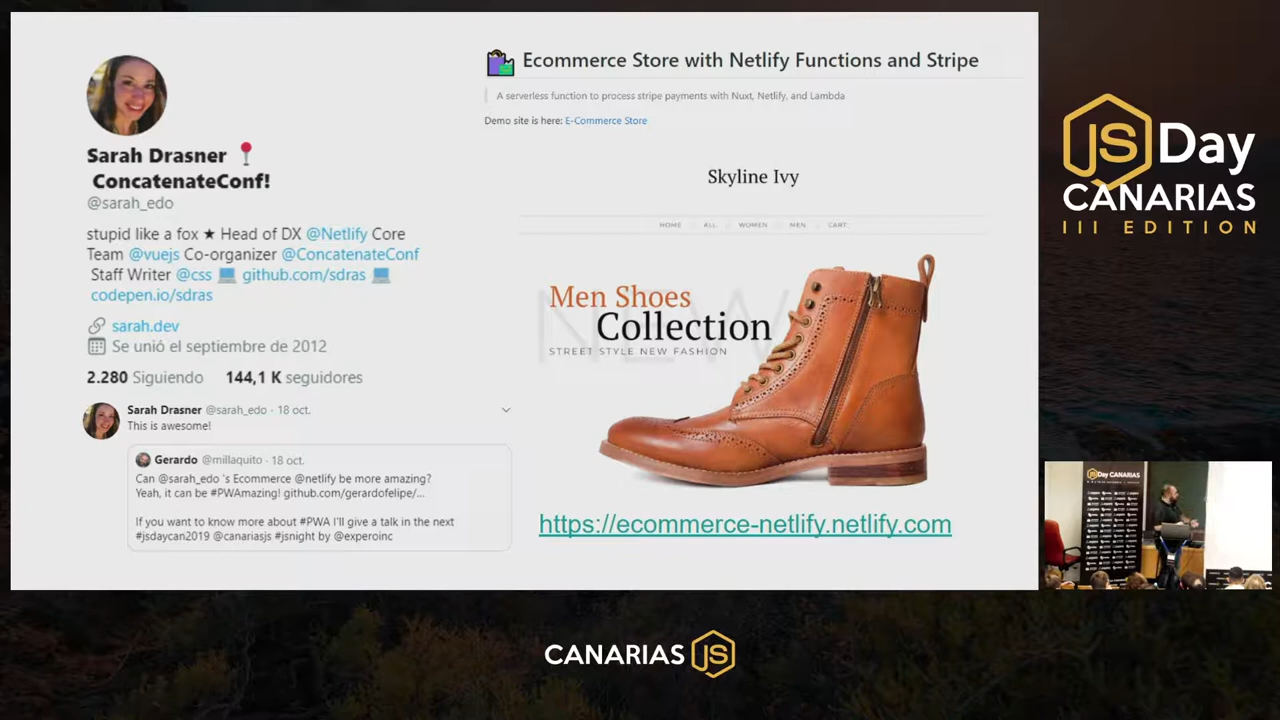 Sarah Drasner
ConcatenateConf!
@sarah_edo
stupid like a fox ★ Head of DX @Netlify Core
Team @vuejs Co-organizer @ConcatenateConf
Staff Writer @css 💻 github.com/sdras 💻
codepen.io/sdras
sarah.dev
Se unió el septiembre de 2012
2.280 Siguiendo 144,1 K seguidores
Sarah Drasner @sarah_edo · 18 oct.
This is awesome!
Gerardo @millaquito · 18 oct.
Can @sarah_edo 's Ecommerce @netlify be more amazing?
Yeah, it can be #PWAmazing! github.com/gerardofelipe/...
If you want to know more about #PWA I'll give a talk in the next
#jsdaycan2019 @canariasjs #jsnight by @experoinc
Ecommerce Store with Netlify Functions and Stripe
A serverless function to process stripe payments with Nuxt, Netlify, and Lambda
Demo site is here: E-Commerce Store
Skyline Ivy
HOME ALL WOMEN MEN CART
NEW
Men Shoes
Collection
STREET STYLE NEW FASHION
https://ecommerce-netlify.netlify.com
JS Day
CANARIAS
III EDITION
JSDay CANARIAS
CANARIAS JS